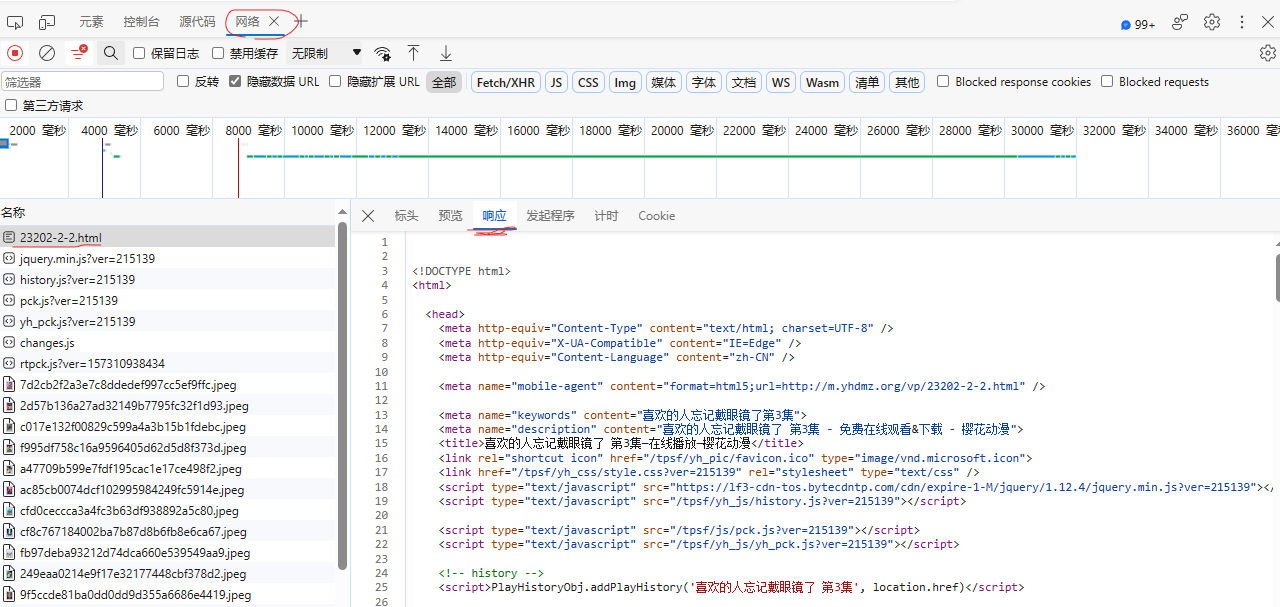 元素 控制台 源代码 网络 99+
保留日志 禁用缓存 无限制
筛选器 反转 隐藏数据 URL 隐藏扩展 URL 全部 Fetch/XHR JS CSS Img 媒体 字体 文档 WS Wasm 清单 其他 Blocked response cookies Blocked requests
第三方请求
2000 毫秒 4000 毫秒 6000 毫秒 8000 毫秒 10000 毫秒 12000 毫秒 14000 毫秒 16000 毫秒 18000 毫秒 20000 毫秒 22000 毫秒 24000 毫秒 26000 毫秒 28000 毫秒 30000 毫秒 32000 毫秒 34000 毫秒 36000 毫秒
名称
23202-2-2.html
jquery.min.js?ver=215139
history.js?ver=215139
pck.js?ver=215139
yh_pck.js?ver=215139
changes.js
rtpck.js?ver=157310938434
7d2cb2f2a3e7c8ddedef997cc5ef9ffc.jpeg
2d57b136a27ad32149b7795fc32f1d93.jpeg
c017e132f00829c599a4a3b15b1fdebc.jpeg
f995df758c16a9596405d62d5d8f373d.jpeg
a47709b599e7fdf195cac1e17ce498f2.jpeg
ac85cb0074dcf102995984249fc5914e.jpeg
cfd0ceccca3a4fc3b63df938892a5c80.jpeg
cf8c767184002ba7b87d8b6fb8e6ca67.jpeg
fb97deba93212d74dca660e539549aa9.jpeg
249eaa0214e9f17e32177448cbf378d2.jpeg
9f5ccde81ba0dd0dd9d355a6686e4419.jpeg
标头 预览 响应 发起程序 计时 Cookie
1
2
3 <!DOCTYPE html>
4 <html>
5
6 <head>
7 <meta http-equiv="Content-Type" content="text/html; charset=UTF-8" />
8 <meta http-equiv="X-UA-Compatible" content="IE=Edge" />
9 <meta http-equiv="Content-Language" content="zh-CN" />
10
11 <meta name="mobile-agent" content="format=html5;url=http://m.yhdmz.org/vp/23202-2-2.html" />
12
13 <meta name="keywords" content="喜欢的人忘记戴眼镜了第3集">
14 <meta name="description" content="喜欢的人忘记戴眼镜了 第3集 - 免费在线观看&下载 - 樱花动漫">
15 <title>喜欢的人忘记戴眼镜了 第3集—在线播放—樱花动漫</title>
16 <link rel="shortcut icon" href="/tpsf/yh_pic/favicon.ico" type="image/vnd.microsoft.icon">
17 <link href="/tpsf/yh_css/style.css?ver=215139" rel="stylesheet" type="text/css" />
18 <script type="text/javascript" src="https://lf3-cdn-tos.bytecdntp.com/cdn/expire-1-M/jquery/1.12.4/jquery.min.js?ver=215139"></
19 <script type="text/javascript" src="/tpsf/yh_js/history.js?ver=215139"></script>
20
21 <script type="text/javascript" src="/tpsf/js/pck.js?ver=215139"></script>
22 <script type="text/javascript" src="/tpsf/yh_js/yh_pck.js?ver=215139"></script>
23
24 <!-- history -->
25 <script>PlayHistoryObj.addPlayHistory('喜欢的人忘记戴眼镜了 第3集', location.href)</script>
26